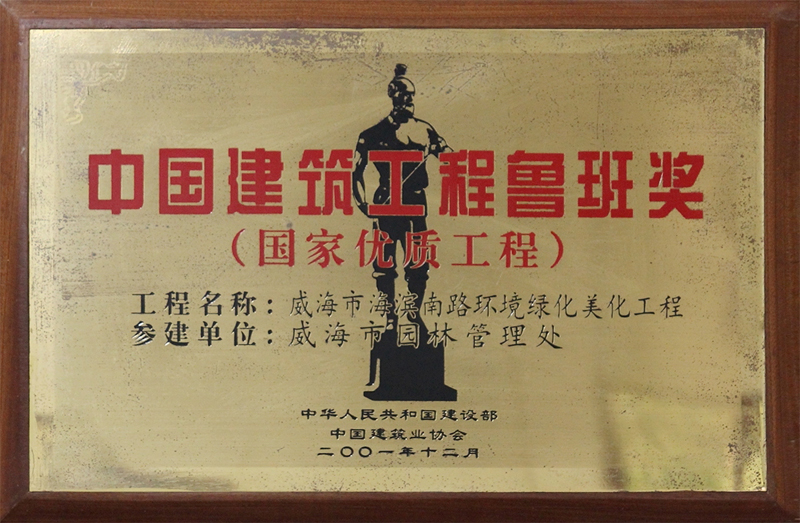 中国建筑工程鲁班奖
（国家优质工程）
工程名称：威海市海滨南路环境绿化美化工程
参建单位：威海市园林管理处
中华人民共和国建设部
中国建筑业协会
二〇〇一年十二月